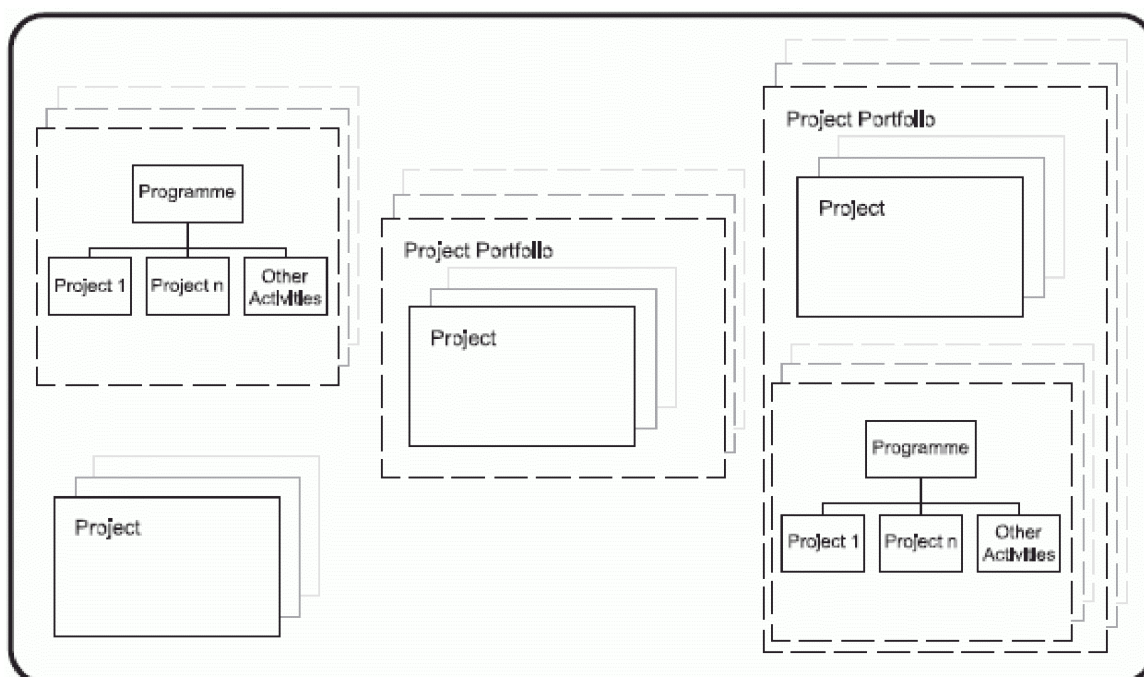 Programme
Project 1
Project n
Other
Activities
Project
Project Portfolio
Project
Project Portfolio
Project
Programme
Project 1
Project n
Other
Activities